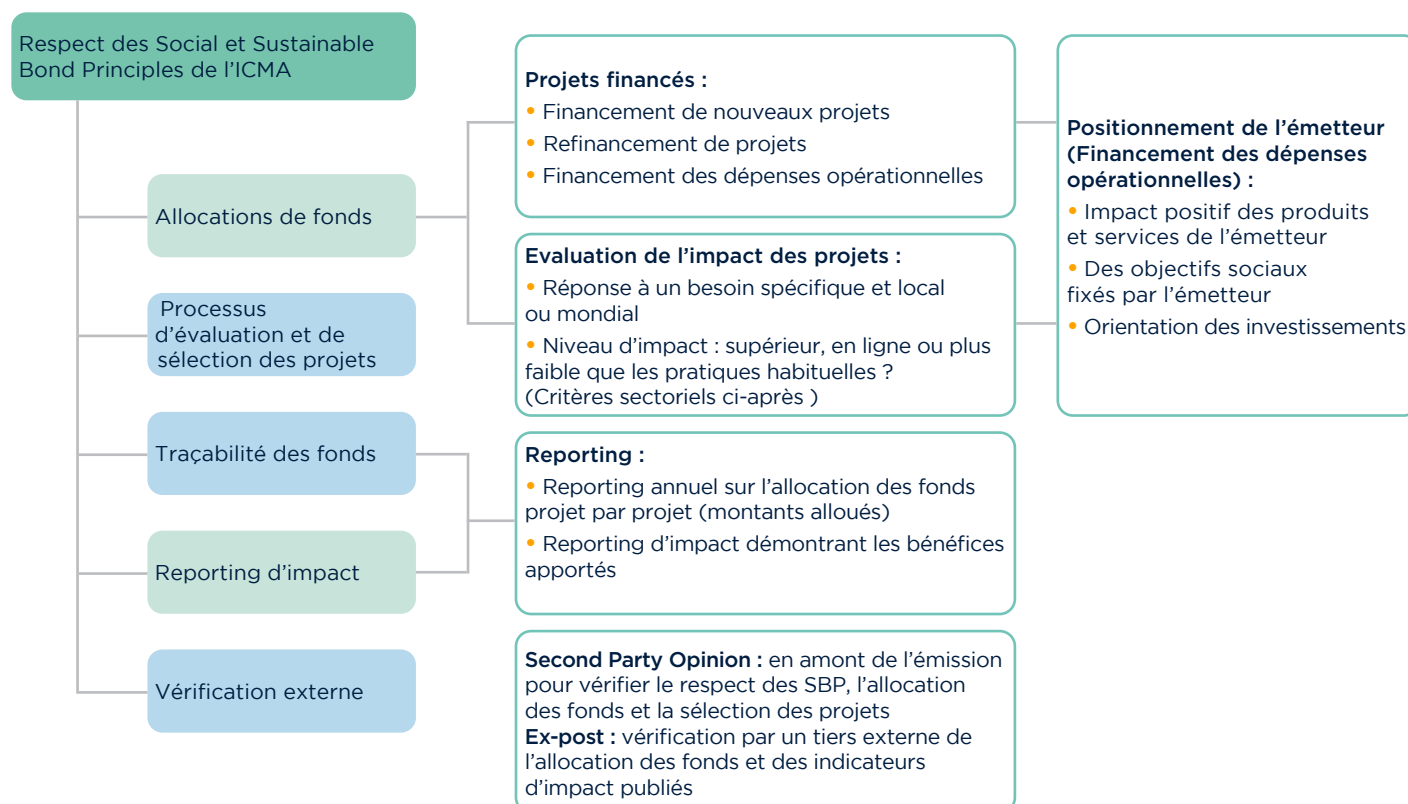 Respect des Social et Sustainable
Bond Principles de l’ICMA
Allocations de fonds
Processus
d’évaluation et de
sélection des projets
Traçabilité des fonds
Reporting d’impact
Vérification externe
Projets financés :
• Financement de nouveaux projets
• Refinancement de projets
• Financement des dépenses opérationnelles
Evaluation de l’impact des projets :
• Réponse à un besoin spécifique et local
ou mondial
• Niveau d’impact : supérieur, en ligne ou plus
faible que les pratiques habituelles ?
(Critères sectoriels ci-après )
Reporting :
• Reporting annuel sur l’allocation des fonds
projet par projet (montants alloués)
• Reporting d’impact démontrant les bénéfices
apportés
Second Party Opinion : en amont de l’émission
pour vérifier le respect des SBP, l’allocation
des fonds et la sélection des projets
Ex-post : vérification par un tiers externe de
l’allocation des fonds et des indicateurs
d’impact publiés
Positionnement de l’émetteur
(Financement des dépenses
opérationnelles) :
• Impact positif des produits
et services de l’émetteur
• Des objectifs sociaux
fixés par l’émetteur
• Orientation des investissements